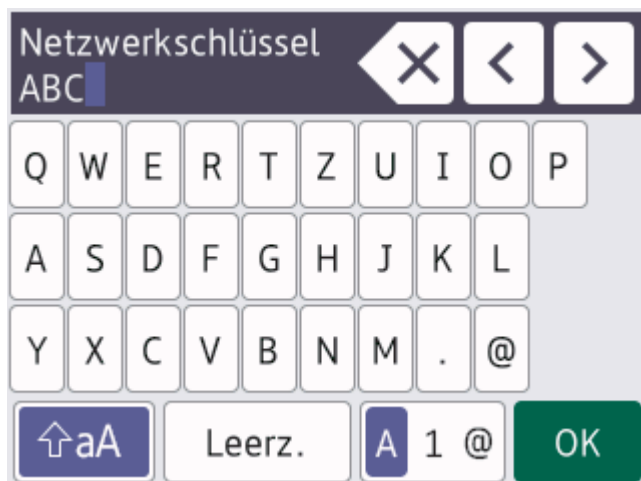 Netzwerkschlüssel
ABC
Q W E R T Z U I O P
A S D F G H J K L
Y X C V B N M . @
aA Leerz. A 1 @ OK